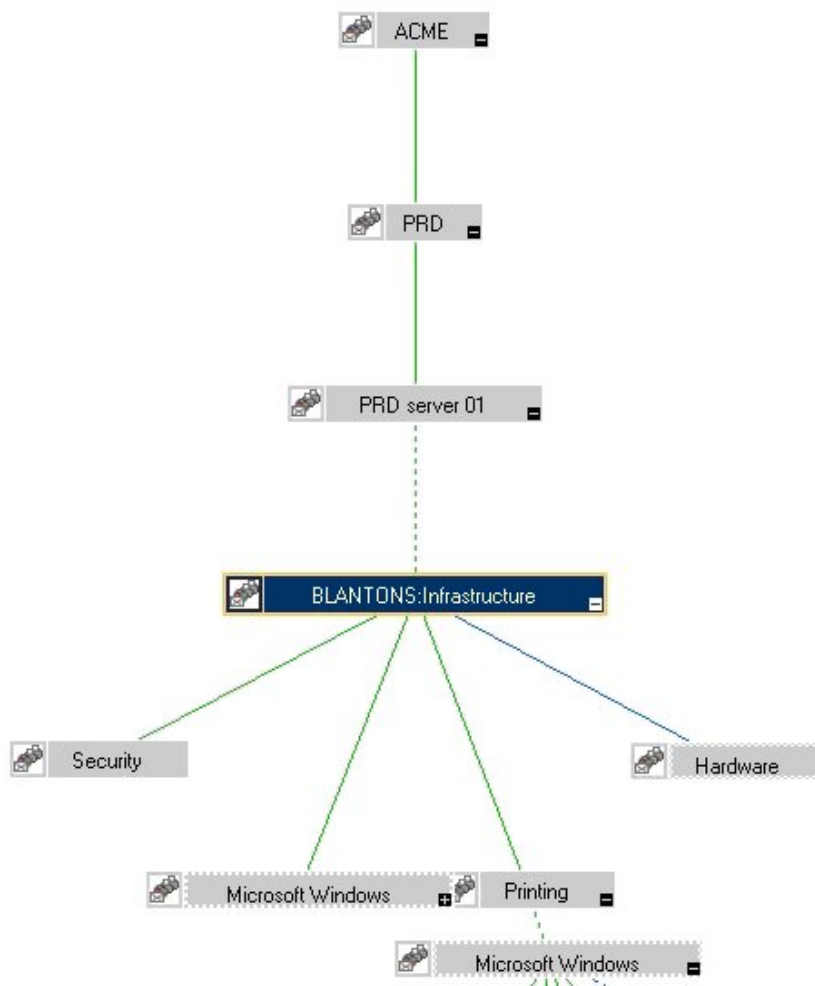 ACME
PRD
PRD server 01
BLANTONS:Infrastructure
Security
Hardware
Microsoft Windows
Printing
Microsoft Windows